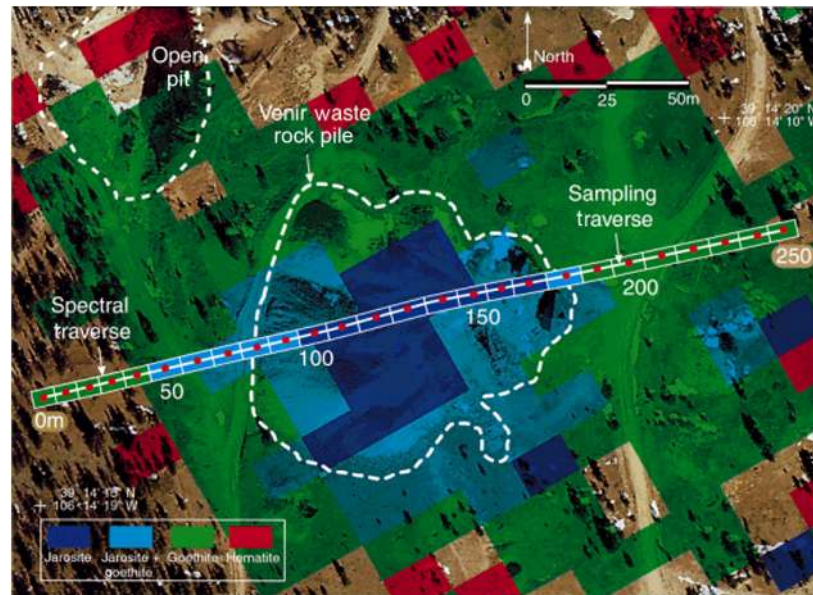 Open
pit
North
0 25 50m
Venir waste
rock pile
39° 14' 20" N
106° 14' 10" W
Sampling
traverse
250
200
150
Spectral
traverse
100
50
0m
39° 14' 15" N
106° 14' 19" W
Jarosite
Jarosite +
goethite
Goethite
Hematite